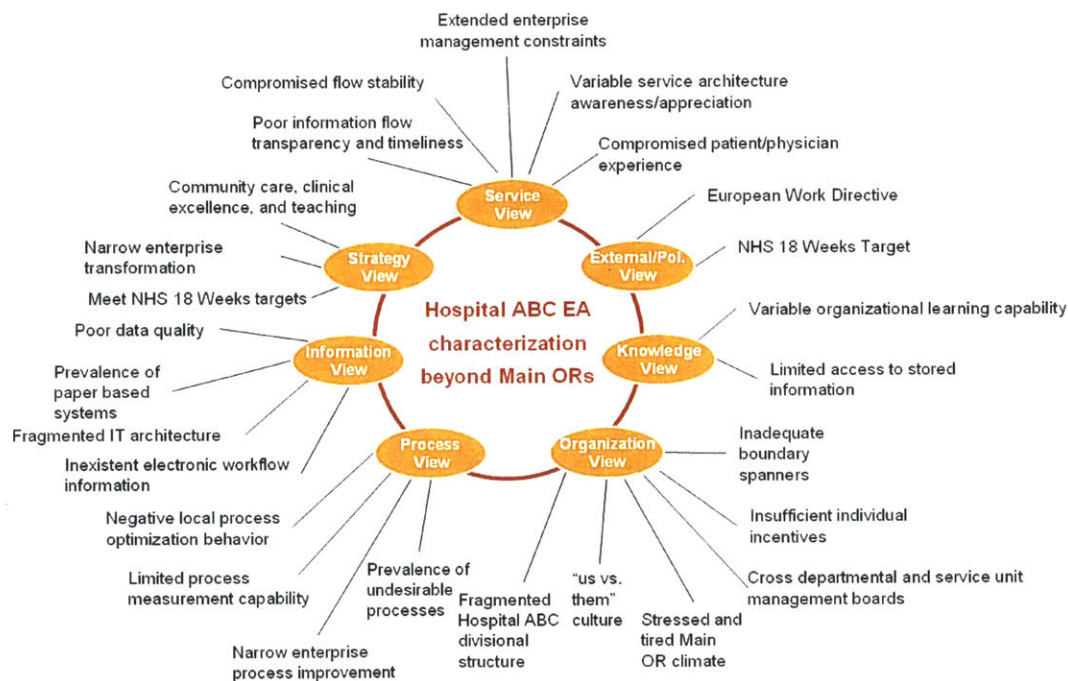 Extended enterprise
management constraints
Compromised flow stability
Variable service architecture
awareness/appreciation
Poor information flow
transparency and timeliness
Compromised patient/physician
experience
Service
View
Community care, clinical
excellence, and teaching
European Work Directive
Narrow enterprise
transformation
Strategy
View
External/Pol.
View
NHS 18 Weeks Target
Meet NHS 18 Weeks targets
Hospital ABC EA
characterization
beyond Main ORs
Variable organizational learning capability
Poor data quality
Information
View
Knowledge
View
Prevalence of
paper based
systems
Limited access to stored
information
Fragmented IT architecture
Inexistent electronic workflow
information
Process
View
Organization
View
Inadequate
boundary
spanners
Negative local process
optimization behavior
Insufficient individual
incentives
Limited process
measurement capability
Prevalence of
undesirable
processes
Narrow enterprise
process improvement
Fragmented
Hospital ABC
divisional
structure
"us vs.
them"
culture
Stressed and
tired Main
OR climate
Cross departmental and service unit
management boards